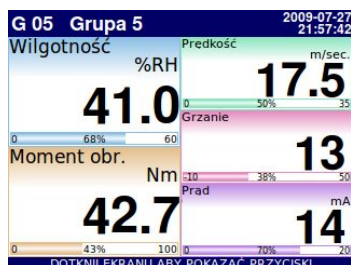 G 05 Grupa 5
2009-07-27
21:57:42
Wilgotność
%RH
41.0
0 68% 60
Moment obr.
Nm
42.7
0 43% 100
Prędkość
m/sec.
17.5
0 50% 35
Grzanie
13
-10 38% 50
Prąd
mA
14
0 70% 20
DOTKNIJ EKRANU ABY POKAZAĆ PRZYCISKI